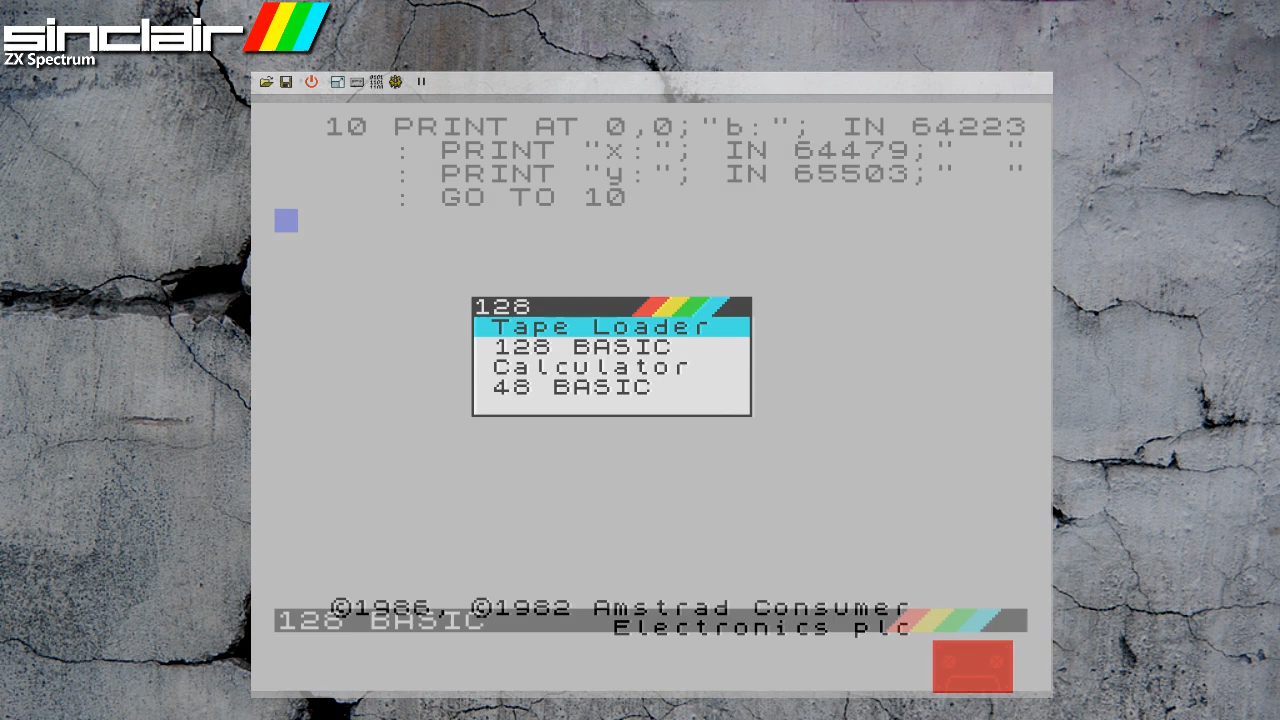 sinclair
ZX Spectrum
10 PRINT AT 0,0;"b:"; IN 64223
: PRINT "x:"; IN 64479;"   "
: PRINT "y:"; IN 65503;"   "
: GO TO 10
128
Tape Loader
128 BASIC
Calculator
48 BASIC
©1986, ©1982 Amstrad Consumer
Electronics plc
128 BASIC